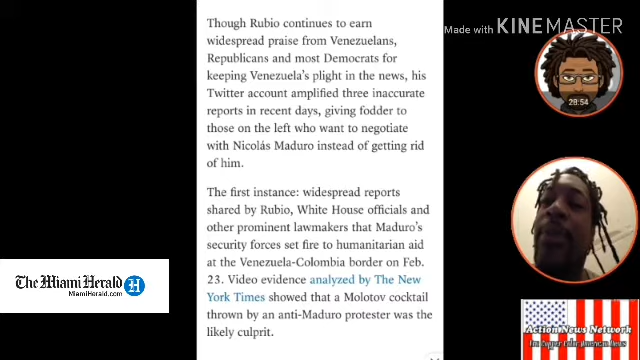 Though Rubio continues to earn
widespread praise from Venezuelans,
Republicans and most Democrats for
keeping Venezuela's plight in the news, his
Twitter account amplified three inaccurate
reports in recent days, giving fodder to
those on the left who want to negotiate
with Nicolás Maduro instead of getting rid
of him.
The first instance: widespread reports
shared by Rubio, White House officials and
other prominent lawmakers that Maduro's
security forces set fire to humanitarian aid
at the Venezuela-Colombia border on Feb.
23. Video evidence analyzed by The New
York Times showed that a Molotov cocktail
thrown by an anti-Maduro protester was the
likely culprit.
Made with KINEMASTER
28:54
The Miami Herald H
MiamiHerald.com
Action News Network